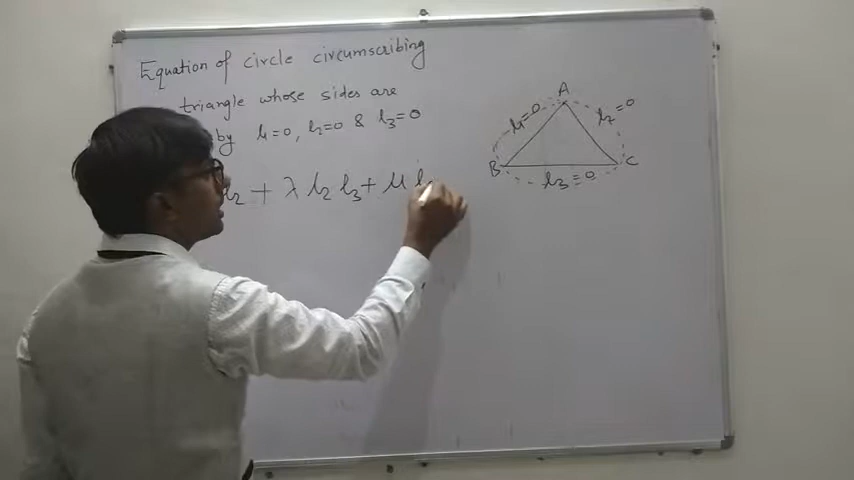 Equation of circle circumscribing
triangle whose sides are
by l₁=0, l₂=0 & l₃=0
l₂ + λ l₂ l₃ + μ l
A
l₁=0
l₂=0
B
C
l₃=0